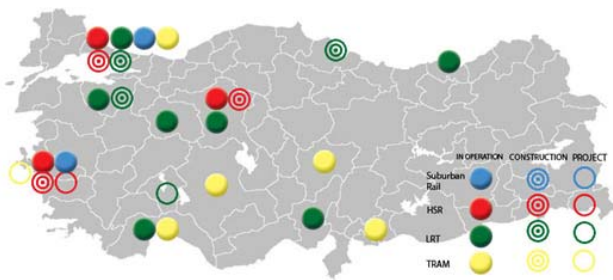 IN OPERATION CONSTRUCTION PROJECT
Suburban
Rail
HSR
LRT
TRAM